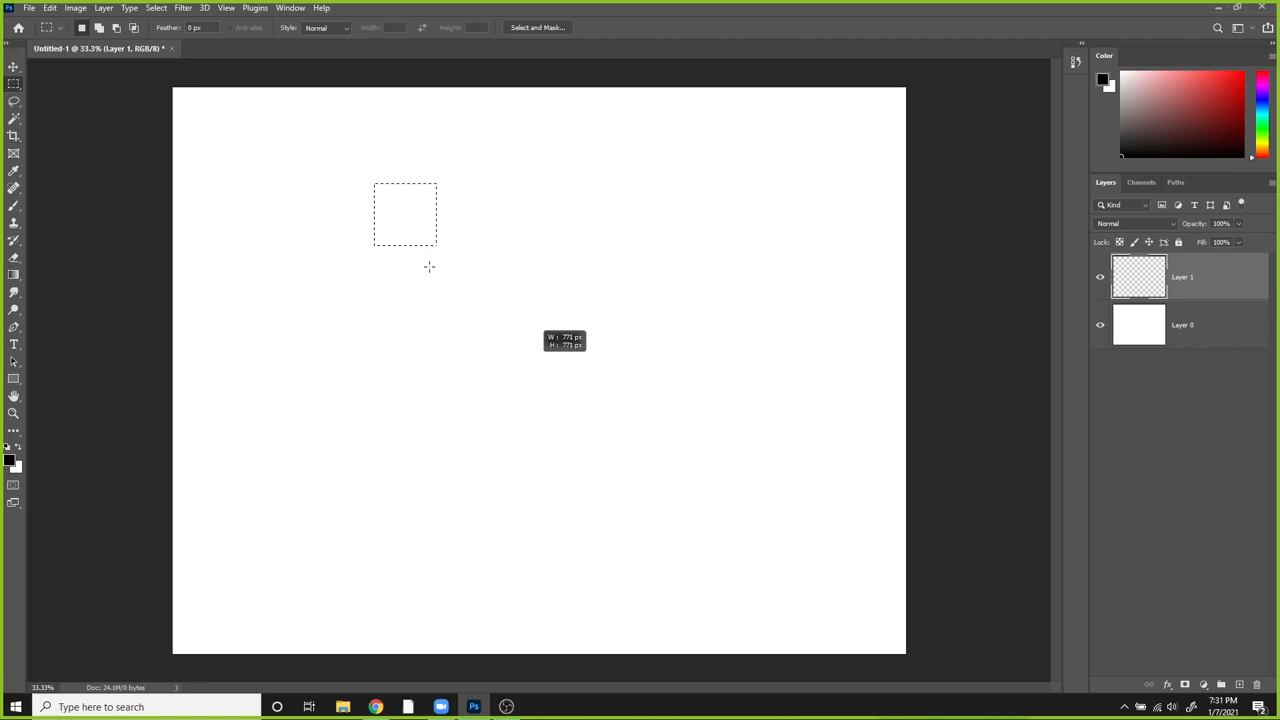 Ps File Edit Image Layer Type Select Filter 3D View Plugins Window Help
Feather: 0 px Anti-alias Style: Normal Width: Height: Select and Mask...
Untitled-1 @ 33.3% (Layer 1, RGB/8) * ×
Color
W : 771 px
H : 771 px
Layers Channels Paths
Kind
Normal Opacity: 100%
Lock: Fill: 100%
Layer 1
Layer 0
33.33% Doc: 24.1M/0 bytes
Type here to search
Ps
7:31 PM
1/7/2021
2